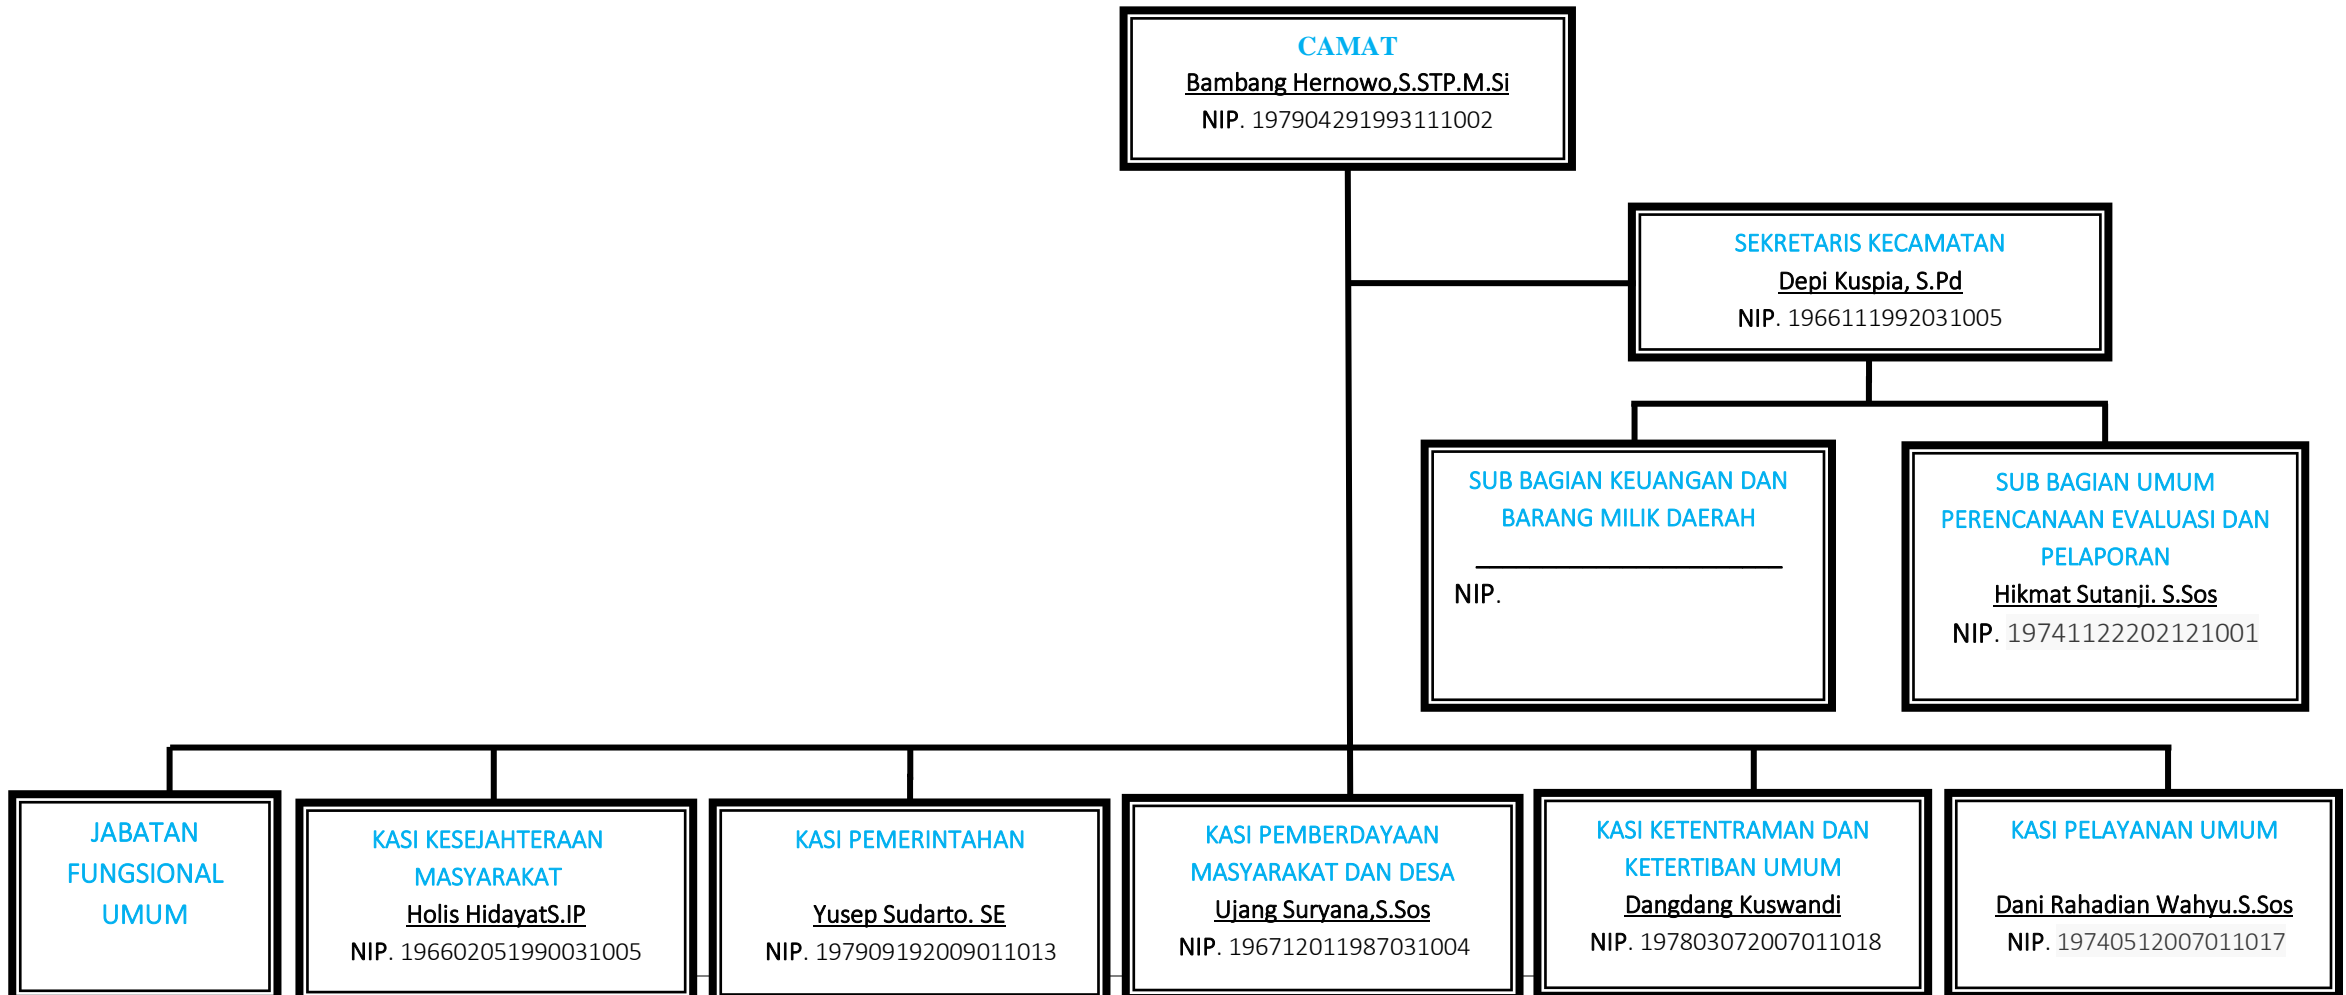 CAMAT
Bambang Hernowo,S.STP.M.Si
NIP. 197904291993111002
SEKRETARIS KECAMATAN
Depi Kuspia, S.Pd
NIP. 1966111992031005
SUB BAGIAN KEUANGAN DAN
BARANG MILIK DAERAH
NIP.
SUB BAGIAN UMUM
PERENCANAAN EVALUASI DAN
PELAPORAN
Hikmat Sutanji. S.Sos
NIP. 19741122202121001
JABATAN
FUNGSIONAL
UMUM
KASI KESEJAHTERAAN
MASYARAKAT
Holis HidayatS.IP
NIP. 196602051990031005
KASI PEMERINTAHAN
Yusep Sudarto. SE
NIP. 197909192009011013
KASI PEMBERDAYAAN
MASYARAKAT DAN DESA
Ujang Suryana,S.Sos
NIP. 196712011987031004
KASI KETENTRAMAN DAN
KETERTIBAN UMUM
Dangdang Kuswandi
NIP. 197803072007011018
KASI PELAYANAN UMUM
Dani Rahadian Wahyu.S.Sos
NIP. 19740512007011017